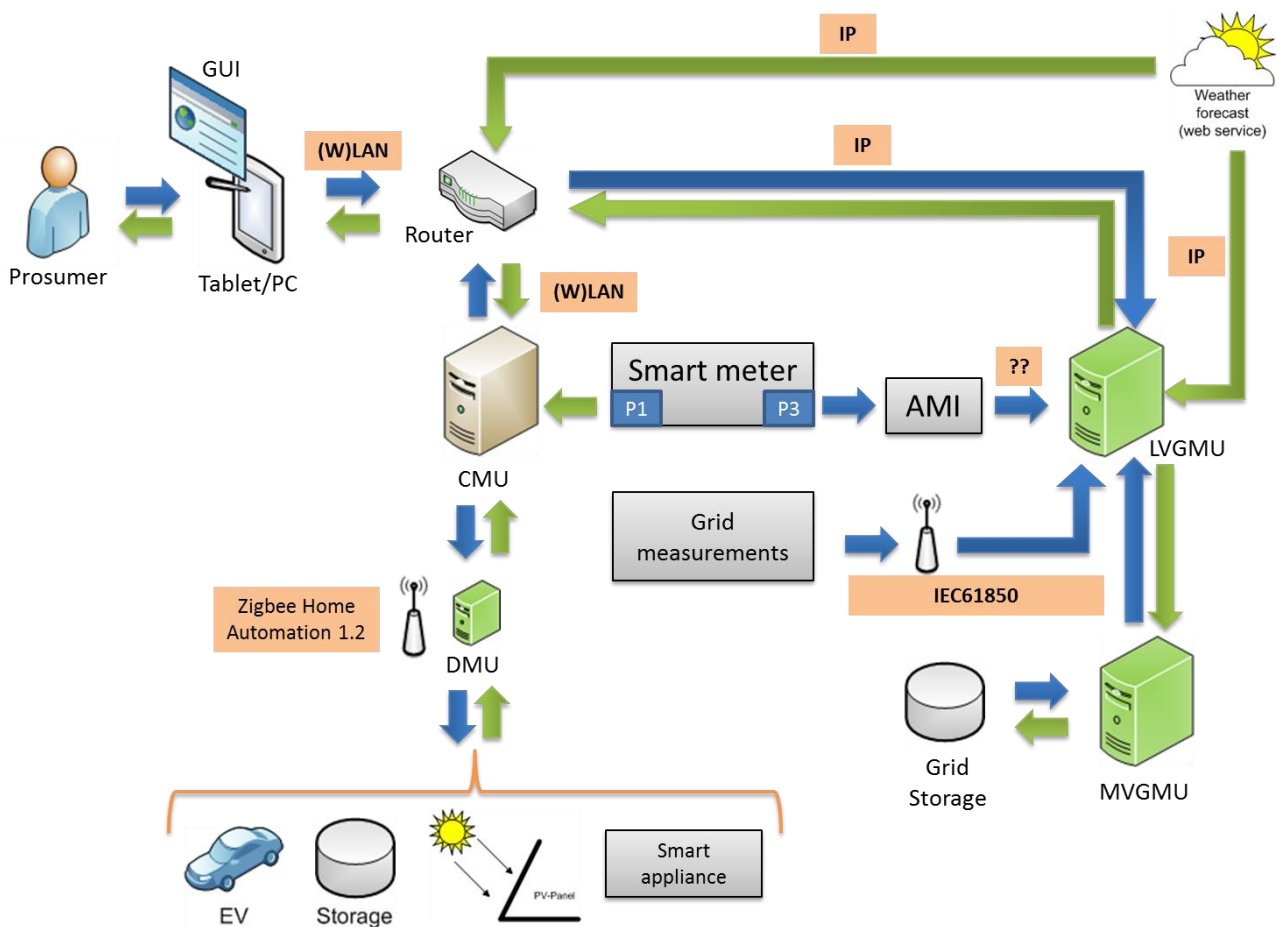 IP
GUI
Weather
forecast
(web service)
(W)LAN
IP
Router
Prosumer
Tablet/PC
IP
(W)LAN
Smart meter
P1
P3
AMI
??
LVGMU
CMU
Grid
measurements
IEC61850
Zigbee Home
Automation 1.2
DMU
Grid
Storage
MVGMU
EV
Storage
PV-Panel
Smart
appliance